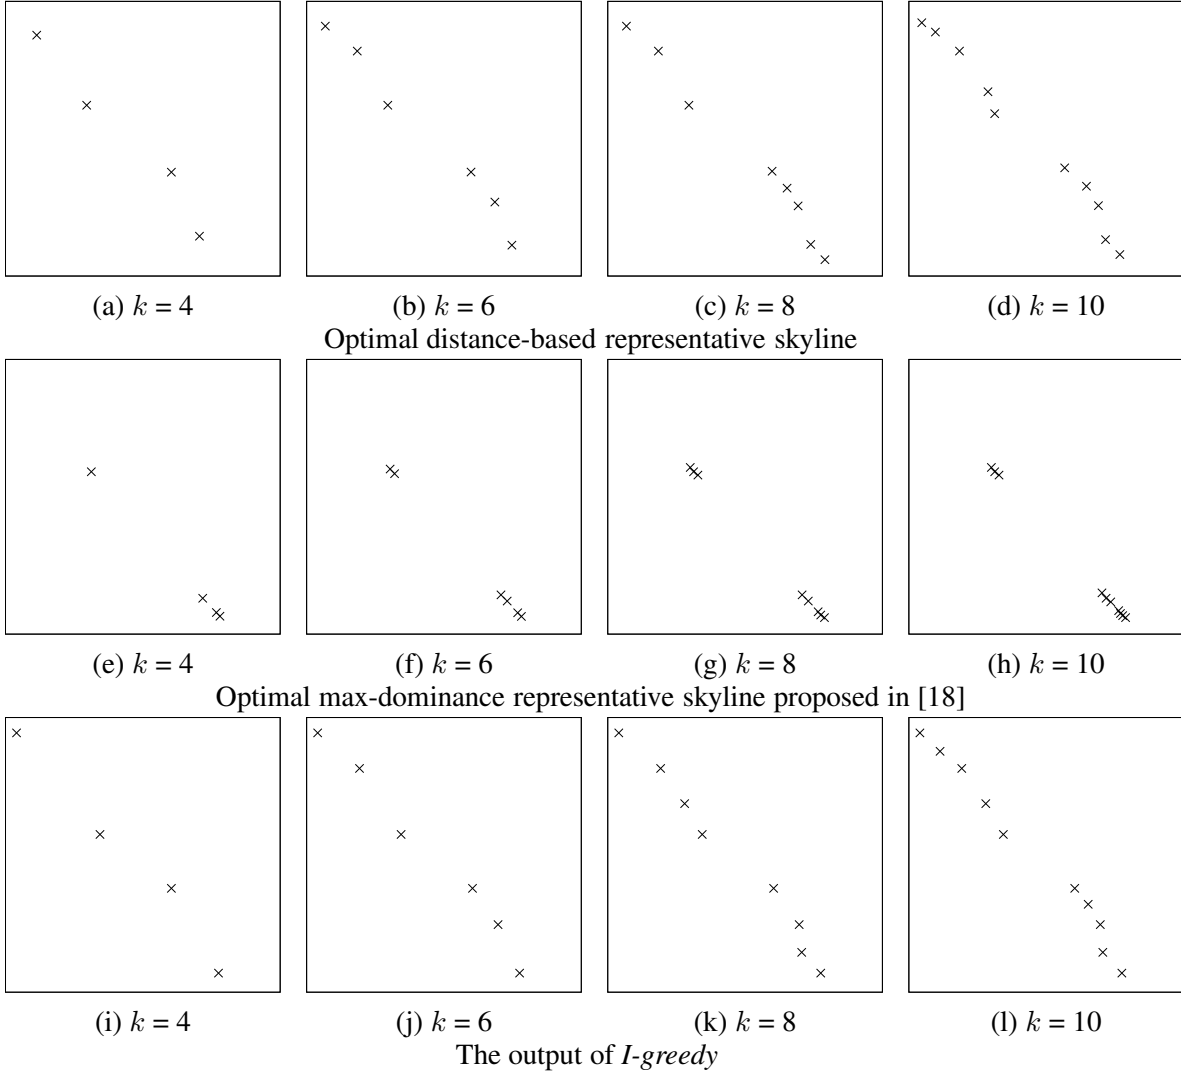 (a) k = 4 (b) k = 6 (c) k = 8 (d) k = 10
Optimal distance-based representative skyline
(e) k = 4 (f) k = 6 (g) k = 8 (h) k = 10
Optimal max-dominance representative skyline proposed in [18]
(i) k = 4 (j) k = 6 (k) k = 8 (l) k = 10
The output of I-greedy